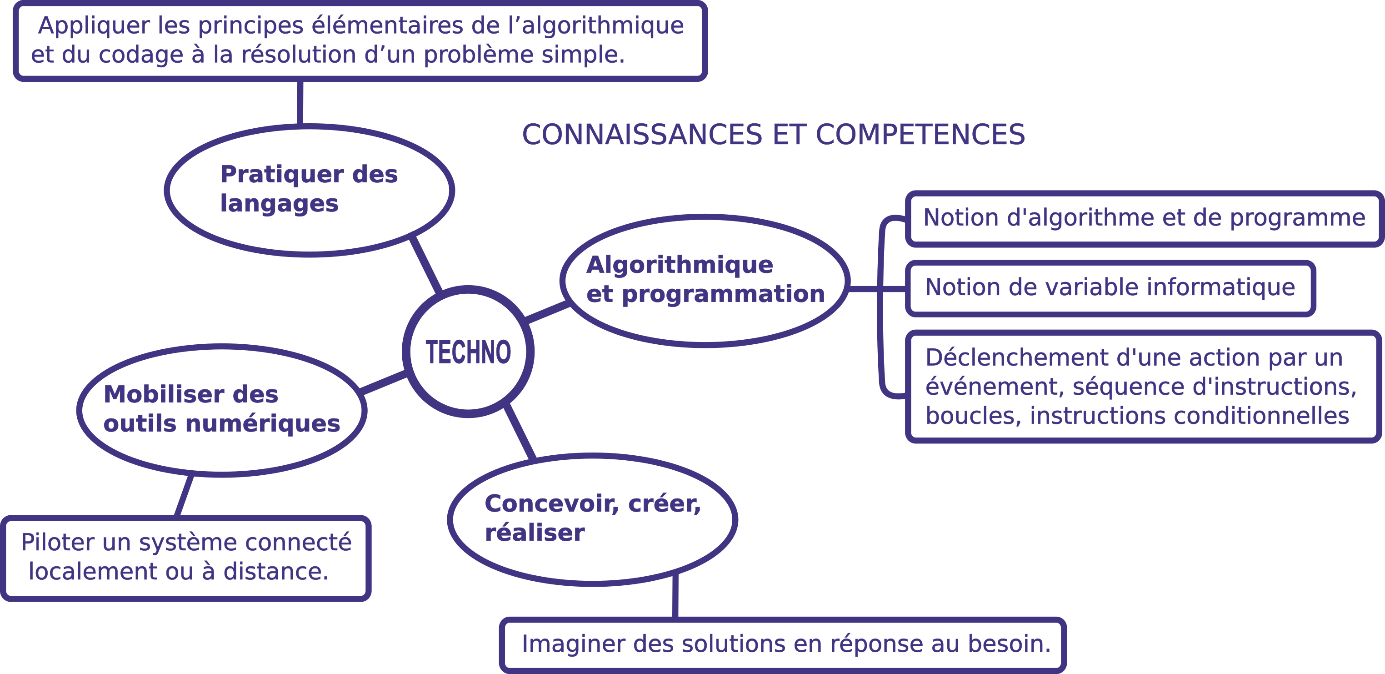 Appliquer les principes élémentaires de l’algorithmique
et du codage à la résolution d’un problème simple.
CONNAISSANCES ET COMPETENCES
Pratiquer des
langages
Algorithmique
et programmation
Notion d'algorithme et de programme
Notion de variable informatique
Déclenchement d'une action par un
événement, séquence d'instructions,
boucles, instructions conditionnelles
TECHNO
Mobiliser des
outils numériques
Piloter un système connecté
localement ou à distance.
Concevoir, créer,
réaliser
Imaginer des solutions en réponse au besoin.